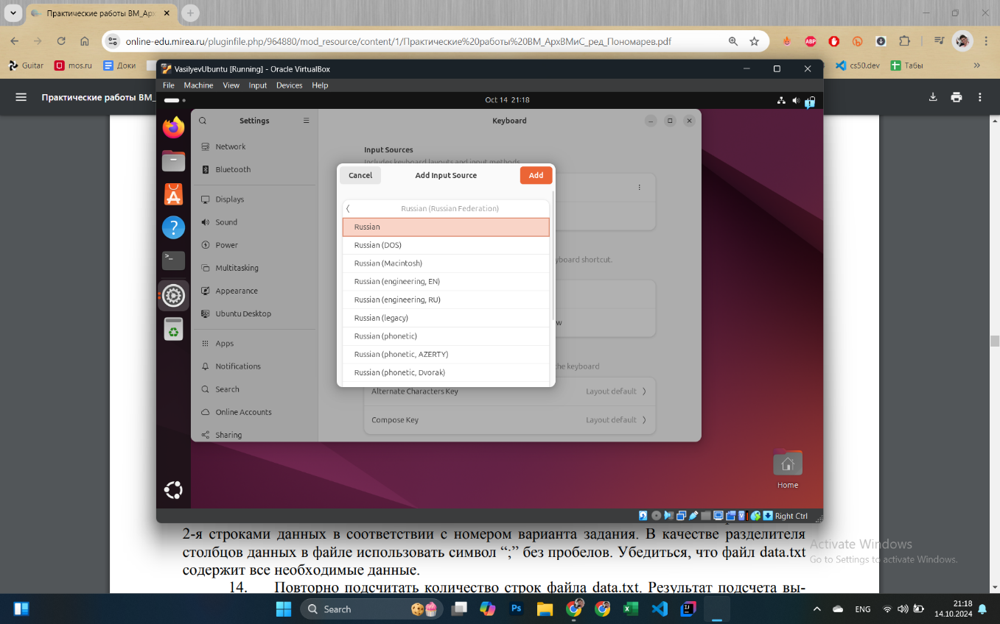 Практические работы ВМ_Арх
online-edu.mirea.ru/pluginfile.php/964880/mod_resource/content/1/Практические%20работы%20ВМ_АрхВМиС_ред_Пономарев.pdf
ABP
Guitar
mos.ru
Доки
cs50.dev
Табы
Практические работы ВМ_
VasilyevUbuntu [Running] - Oracle VirtualBox
File Machine View Input Devices Help
Oct 14 21:18
Settings
Keyboard
Network
Bluetooth
Displays
Sound
Power
Multitasking
Appearance
Ubuntu Desktop
Apps
Notifications
Search
Online Accounts
Sharing
Input Sources
Includes keyboard layouts and input methods
Cancel
Add Input Source
Add
Russian (Russian Federation)
Russian
Russian (DOS)
Russian (Macintosh)
Russian (engineering, EN)
Russian (engineering, RU)
Russian (legacy)
Russian (phonetic)
Russian (phonetic, AZERTY)
Russian (phonetic, Dvorak)
yboard shortcut.
w
the keyboard
Alternate Characters Key Layout default
Compose Key Layout default
Home
Right Ctrl
2-я строками данных в соответствии с номером варианта задания. В качестве разделителя
столбцов данных в файле использовать символ “;” без пробелов. Убедиться, что файл data.txt
содержит все необходимые данные.
14. Повторно подсчитать количество строк файла data.txt. Результат подсчета вы-
Activate Windows
Go to Settings to activate Windows.
Search
Ps
ENG
21:18
14.10.2024